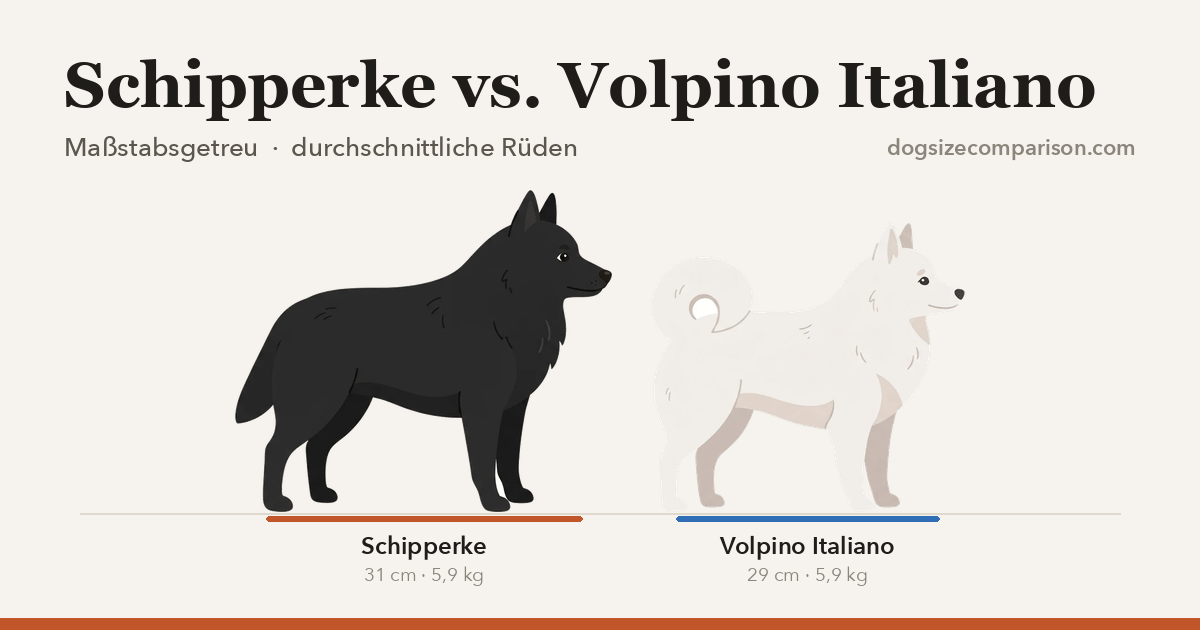 Schipperke vs. Volpino Italiano
Maßstabsgetreu · durchschnittliche Rüden
dogsizecomparison.com
Schipperke
31 cm · 5,9 kg
Volpino Italiano
29 cm · 5,9 kg